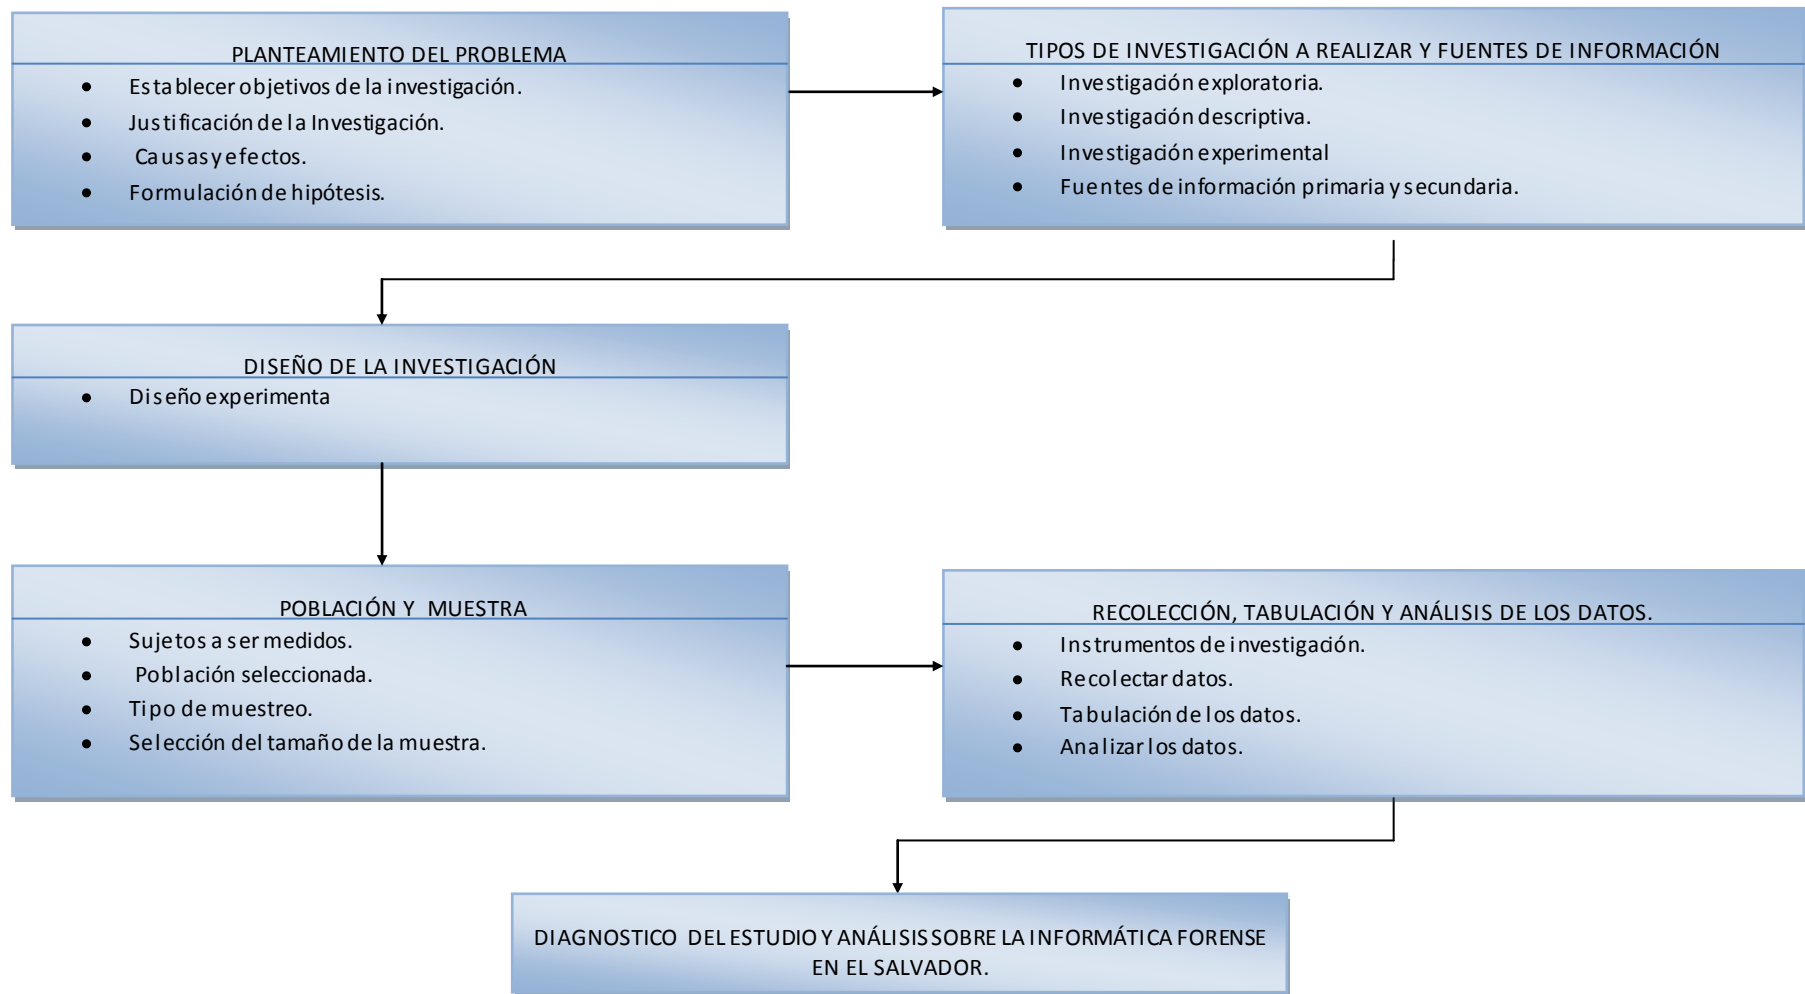 PLANTEAMIENTO DEL PROBLEMA
Establecer objetivos de la investigación.
Justificación de la Investigación.
Causas y efectos.
Formulación de hipótesis.
TIPOS DE INVESTIGACIÓN A REALIZAR Y FUENTES DE INFORMACIÓN
Investigación exploratoria.
Investigación descriptiva.
Investigación experimental
Fuentes de información primaria y secundaria.
DISEÑO DE LA INVESTIGACIÓN
Diseño experimenta
POBLACIÓN Y MUESTRA
Sujetos a ser medidos.
Población seleccionada.
Tipo de muestreo.
Selección del tamaño de la muestra.
RECOLECCIÓN, TABULACIÓN Y ANÁLISIS DE LOS DATOS.
Instrumentos de investigación.
Recolectar datos.
Tabulación de los datos.
Analizar los datos.
DIAGNOSTICO DEL ESTUDIO Y ANÁLISIS SOBRE LA INFORMÁTICA FORENSE
EN EL SALVADOR.